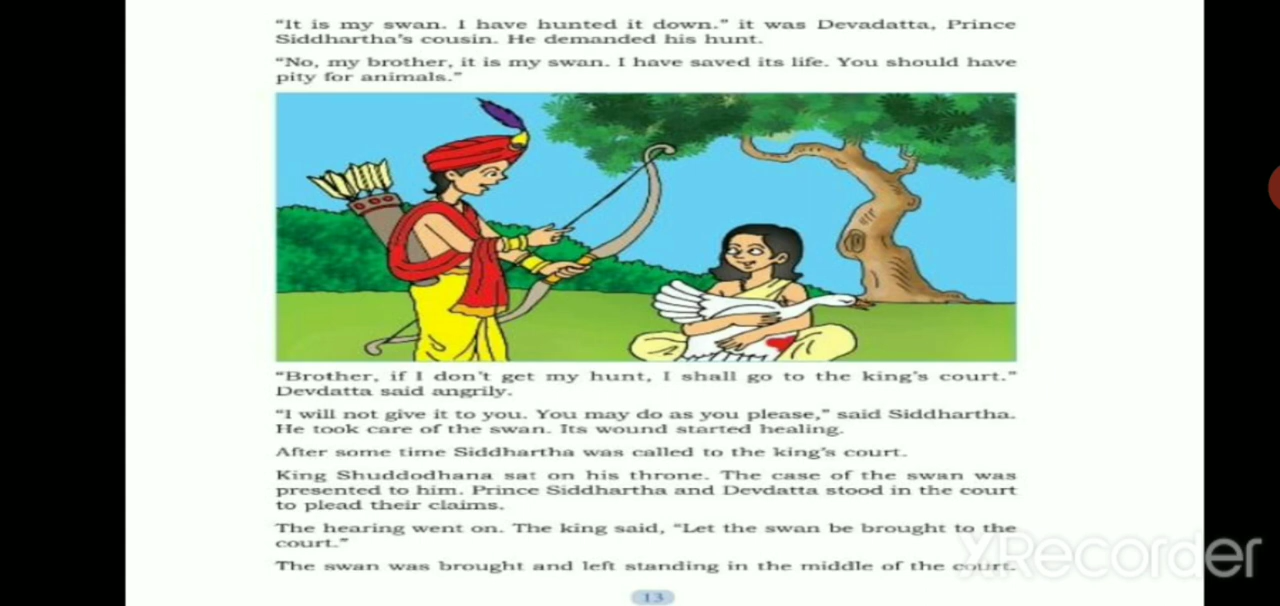 “It is my swan. I have hunted it down.” it was Devadatta, Prince
Siddhartha’s cousin. He demanded his hunt.
“No, my brother, it is my swan. I have saved its life. You should have
pity for animals.”
“Brother, if I don’t get my hunt, I shall go to the king’s court.”
Devdatta said angrily.
“I will not give it to you. You may do as you please,” said Siddhartha.
He took care of the swan. Its wound started healing.
After some time Siddhartha was called to the king’s court.
King Shuddodhana sat on his throne. The case of the swan was
presented to him. Prince Siddhartha and Devdatta stood in the court
to plead their claims.
The hearing went on. The king said, “Let the swan be brought to the
court.”
The swan was brought and left standing in the middle of the court.
XRecorder
13